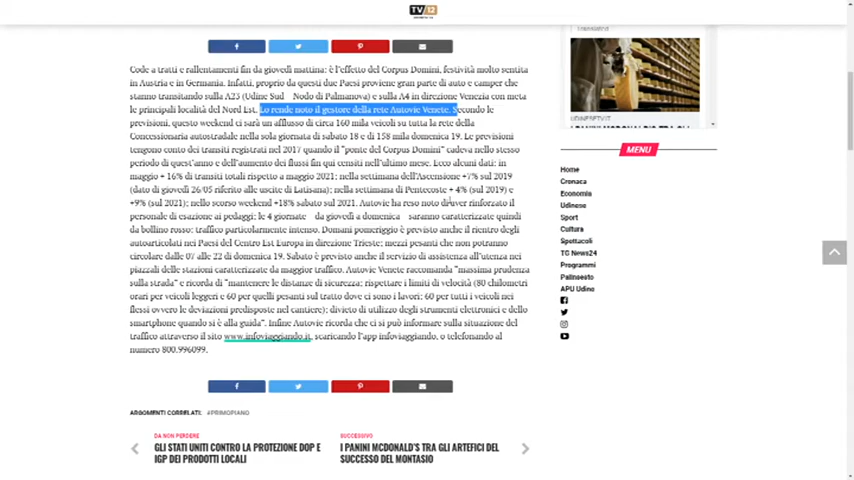 TV 12
Code a tratti e rallentamenti fin da giovedì mattina: è l'effetto del Corpus Domini, festività molto sentita
in Austria e in Germania. Infatti, proprio da questi due Paesi proviene gran parte di auto e camper che
stanno transitando sulla A23 (Udine Sud – Nodo di Palmanova) e sulla A4 in direzione Venezia con meta
le principali località del Nord Est. Lo rende noto il gestore della rete Autovie Venete. Secondo le
previsioni, questo weekend ci sarà un afflusso di circa 160 mila veicoli su tutta la rete della
Concessionaria autostradale nella sola giornata di sabato 18 e di 158 mila domenica 19. Le previsioni
tengono conto dei transiti registrati nel 2017 quando il "ponte del Corpus Domini" cadeva nello stesso
periodo di quest'anno e dell'aumento dei flussi fin qui censiti nell'ultimo mese. Ecco alcuni dati: in
maggio + 16% di transiti totali rispetto a maggio 2021; nella settimana dell'Ascensione +7% sul 2019
(dato di giovedì 26/05 riferito alle uscite di Latisana); nella settimana di Pentecoste + 4% (sul 2019) e
+9% (sul 2021); nello scorso weekend +18% sabato sul 2021. Autovie ha reso noto di aver rinforzato il
personale di esazione ai pedaggi; le 4 giornate – da giovedì a domenica – saranno caratterizzate quindi
da bollino rosso: traffico particolarmente intenso. Domani pomeriggio è previsto anche il rientro degli
autoarticolati nei Paesi del Centro Est Europa in direzione Trieste; mezzi pesanti che non potranno
circolare dalle 07 alle 22 di domenica 19. Sabato è previsto anche il servizio di assistenza all'utenza nei
piazzali delle stazioni caratterizzate da maggior traffico. Autovie Venete raccomanda "massima prudenza
sulla strada" e ricorda di "mantenere le distanze di sicurezza; rispettare i limiti di velocità (80 chilometri
orari per veicoli leggeri e 60 per quelli pesanti sul tratto dove ci sono i lavori; 60 per tutti i veicoli nei
flessi ovvero le deviazioni predisposte nel cantiere); divieto di utilizzo degli strumenti elettronici e dello
smartphone quando si è alla guida". Infine Autovie ricorda che ci si può informare sulla situazione del
traffico attraverso il sito www.infoviaggiando.it, scaricando l'app infoviaggiando, o telefonando al
numero 800.996099.
ARGOMENTI CORRELATI: #PRIMOPIANO
DA NON PERDERE
GLI STATI UNITI CONTRO LA PROTEZIONE DOP E
IGP DEI PRODOTTI LOCALI
SUCCESSIVO
I PANINI MCDONALD'S TRA GLI ARTEFICI DEL
SUCCESSO DEL MONTASIO
UDINESETV.IT
MENU
Home
Cronaca
Economia
Udinese
Sport
Cultura
Spettacoli
TG News24
Programmi
Palinsesto
APU Udine